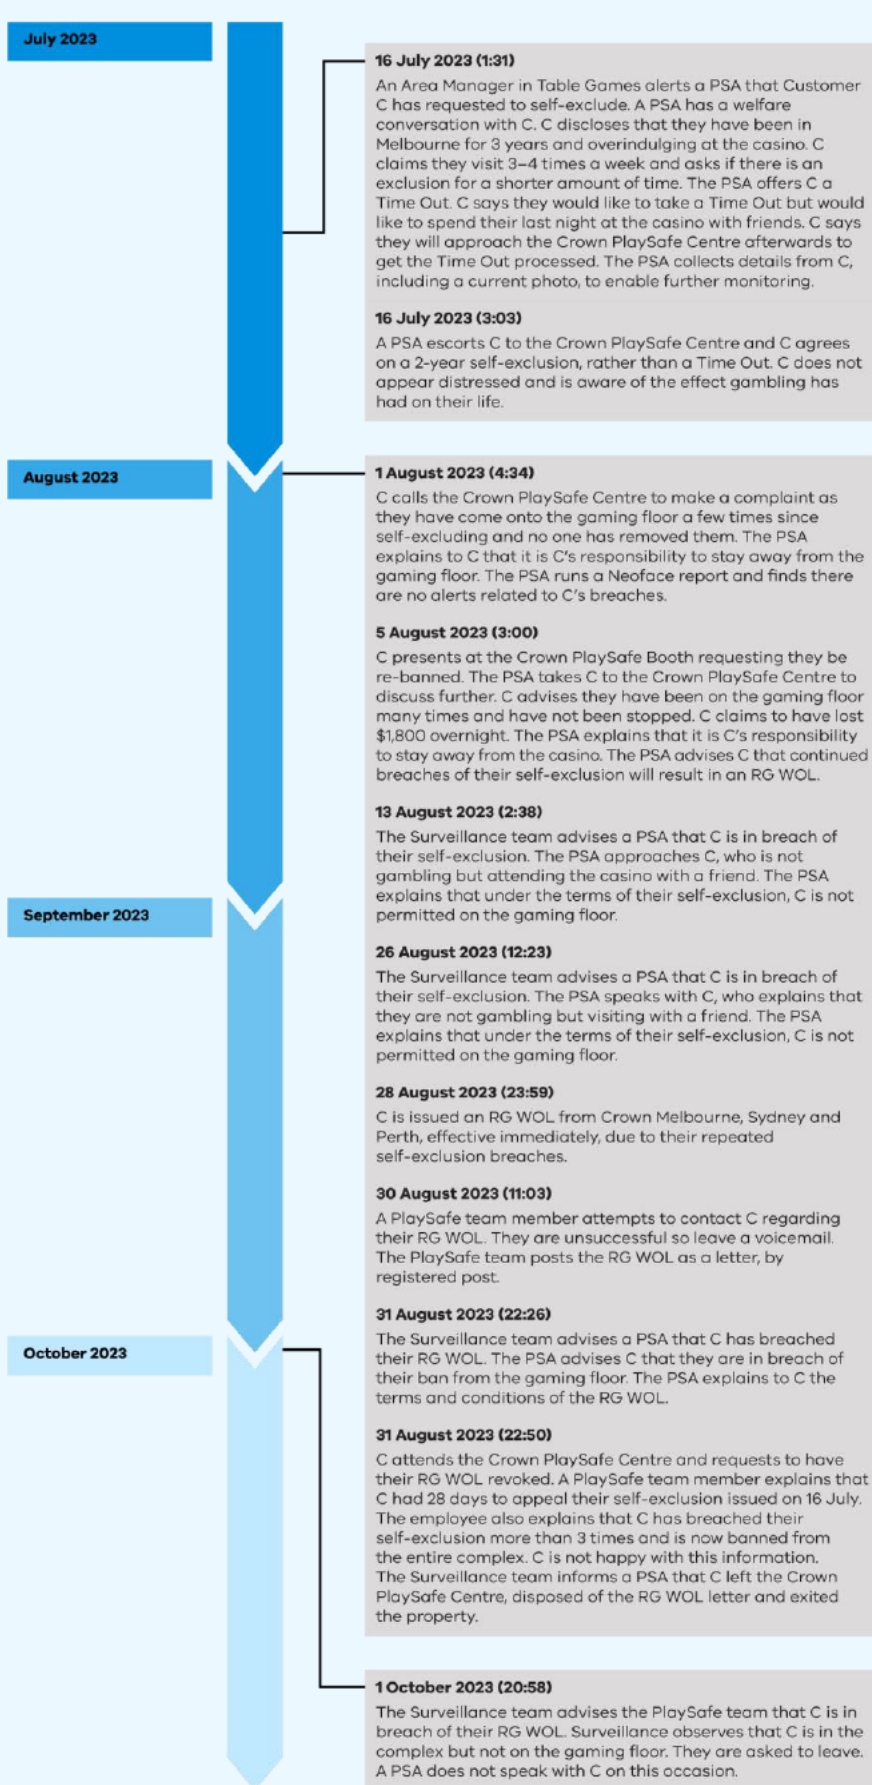 July 2023
16 July 2023 (1:31)
An Area Manager in Table Games alerts a PSA that Customer
C has requested to self-exclude. A PSA has a welfare
conversation with C. C discloses that they have been in
Melbourne for 3 years and overindulging at the casino. C
claims they visit 3–4 times a week and asks if there is an
exclusion for a shorter amount of time. The PSA offers C a
Time Out. C says they would like to take a Time Out but would
like to spend their last night at the casino with friends. C says
they will approach the Crown PlaySafe Centre afterwards to
get the Time Out processed. The PSA collects details from C,
including a current photo, to enable further monitoring.
16 July 2023 (3:03)
A PSA escorts C to the Crown PlaySafe Centre and C agrees
on a 2-year self-exclusion, rather than a Time Out. C does not
appear distressed and is aware of the effect gambling has
had on their life.
August 2023
1 August 2023 (4:34)
C calls the Crown PlaySafe Centre to make a complaint as
they have come onto the gaming floor a few times since
self-excluding and no one has removed them. The PSA
explains to C that it is C's responsibility to stay away from the
gaming floor. The PSA runs a Neoface report and finds there
are no alerts related to C's breaches.
5 August 2023 (3:00)
C presents at the Crown PlaySafe Booth requesting they be
re-banned. The PSA takes C to the Crown PlaySafe Centre to
discuss further. C advises they have been on the gaming floor
many times and have not been stopped. C claims to have lost
$1,800 overnight. The PSA explains that it is C's responsibility
to stay away from the casino. The PSA advises C that continued
breaches of their self-exclusion will result in an RG WOL.
13 August 2023 (2:38)
The Surveillance team advises a PSA that C is in breach of
their self-exclusion. The PSA approaches C, who is not
gambling but attending the casino with a friend. The PSA
explains that under the terms of their self-exclusion, C is not
permitted on the gaming floor.
September 2023
26 August 2023 (12:23)
The Surveillance team advises a PSA that C is in breach of
their self-exclusion. The PSA speaks with C, who explains that
they are not gambling but visiting with a friend. The PSA
explains that under the terms of their self-exclusion, C is not
permitted on the gaming floor.
28 August 2023 (23:59)
C is issued an RG WOL from Crown Melbourne, Sydney and
Perth, effective immediately, due to their repeated
self-exclusion breaches.
30 August 2023 (11:03)
A PlaySafe team member attempts to contact C regarding
their RG WOL. They are unsuccessful so leave a voicemail.
The PlaySafe team posts the RG WOL as a letter, by
registered post.
31 August 2023 (22:26)
The Surveillance team advises a PSA that C has breached
their RG WOL. The PSA advises C that they are in breach of
their ban from the gaming floor. The PSA explains to C the
terms and conditions of the RG WOL.
October 2023
31 August 2023 (22:50)
C attends the Crown PlaySafe Centre and requests to have
their RG WOL revoked. A PlaySafe team member explains that
C had 28 days to appeal their self-exclusion issued on 16 July.
The employee also explains that C has breached their
self-exclusion more than 3 times and is now banned from
the entire complex. C is not happy with this information.
The Surveillance team informs a PSA that C left the Crown
PlaySafe Centre, disposed of the RG WOL letter and exited
the property.
1 October 2023 (20:58)
The Surveillance team advises the PlaySafe team that C is in
breach of their RG WOL. Surveillance observes that C is in the
complex but not on the gaming floor. They are asked to leave.
A PSA does not speak with C on this occasion.